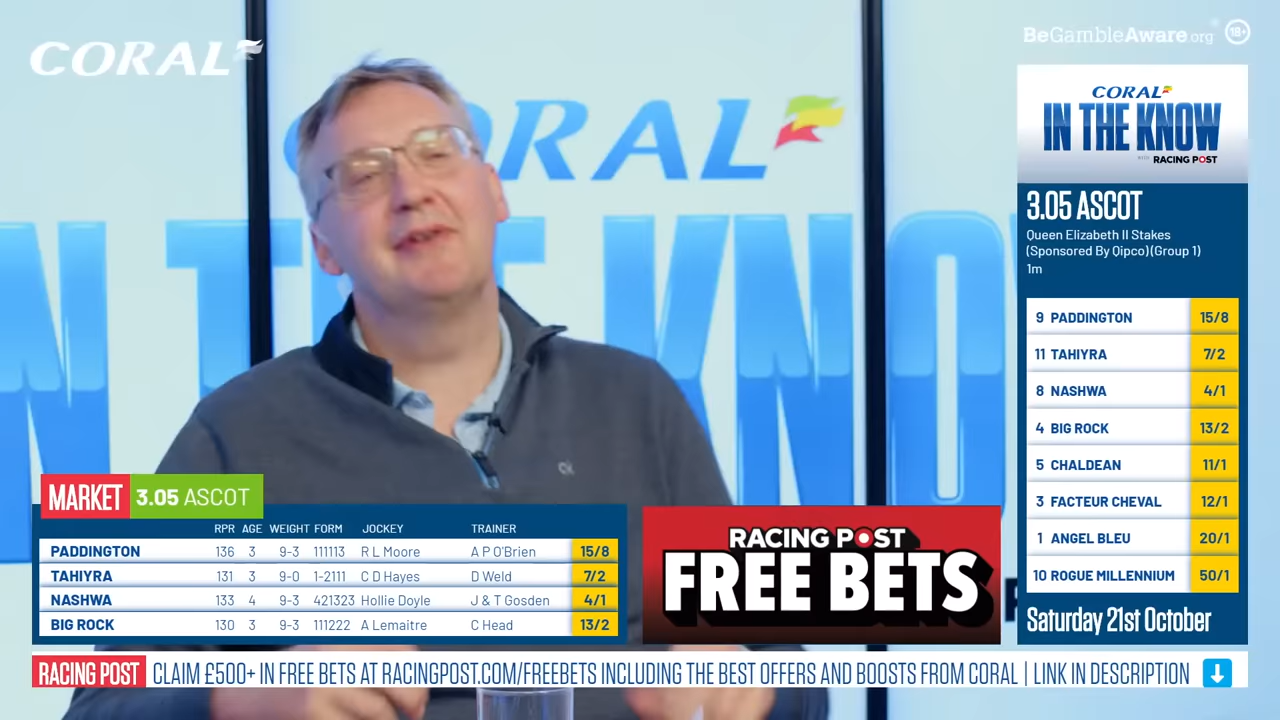 CORAL
BeGambleAware.org 18+
CORAL
IN THE KNOW
CORAL
IN THE KNOW
WITH RACING POST
3.05 ASCOT
Queen Elizabeth II Stakes
(Sponsored By Qipco)(Group 1)
1m
9 PADDINGTON 15/8
11 TAHIYRA 7/2
8 NASHWA 4/1
4 BIG ROCK 13/2
5 CHALDEAN 11/1
3 FACTEUR CHEVAL 12/1
1 ANGEL BLEU 20/1
10 ROGUE MILLENNIUM 50/1
Saturday 21st October
MARKET 3.05 ASCOT
RPR AGE WEIGHT FORM JOCKEY TRAINER
PADDINGTON 136 3 9-3 111113 R L Moore A P O'Brien 15/8
TAHIYRA 131 3 9-0 1-2111 C D Hayes D Weld 7/2
NASHWA 133 4 9-3 421323 Hollie Doyle J & T Gosden 4/1
BIG ROCK 130 3 9-3 111222 A Lemaitre C Head 13/2
RACING POST
FREE BETS
RACING POST CLAIM £500+ IN FREE BETS AT RACINGPOST.COM/FREEBETS INCLUDING THE BEST OFFERS AND BOOSTS FROM CORAL | LINK IN DESCRIPTION